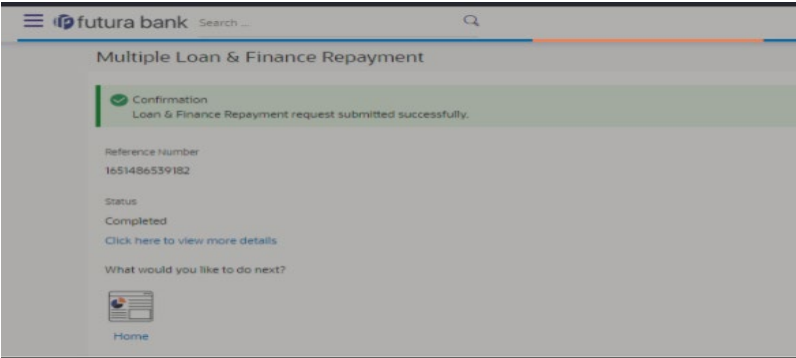 futura bank Search ...
Multiple Loan & Finance Repayment
Confirmation
Loan & Finance Repayment request submitted successfully.
Reference Number
1651486539182
Status
Completed
Click here to view more details
What would you like to do next?
Home